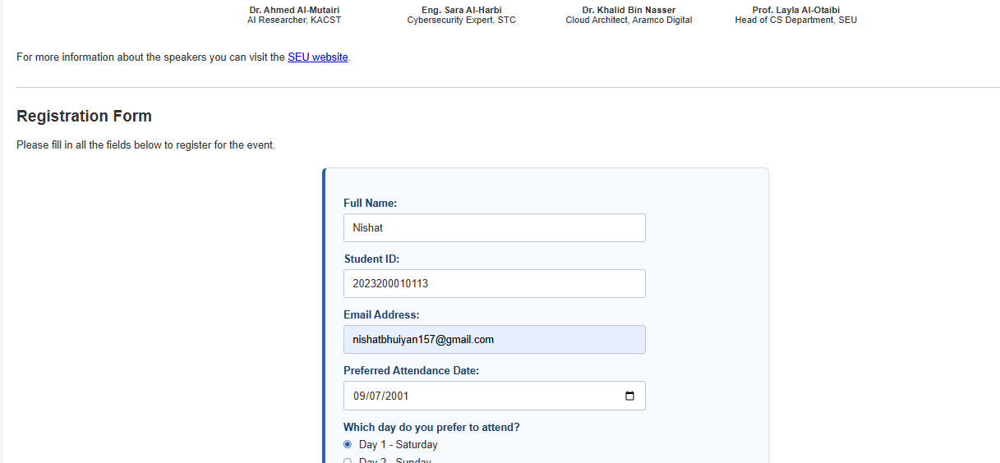 Dr. Ahmed Al-Mutairi Eng. Sara Al-Harbi Dr. Khalid Bin Nasser Prof. Layla Al-Otaibi
AI Researcher, KACST Cybersecurity Expert, STC Cloud Architect, Aramco Digital Head of CS Department, SEU
For more information about the speakers you can visit the SEU website.
Registration Form
Please fill in all the fields below to register for the event.
Full Name:
Nishat
Student ID:
2023200010113
Email Address:
nishatbhuiyan157@gmail.com
Preferred Attendance Date:
09/07/2001
Which day do you prefer to attend?
Day 1 - Saturday
Day 2 - Sunday